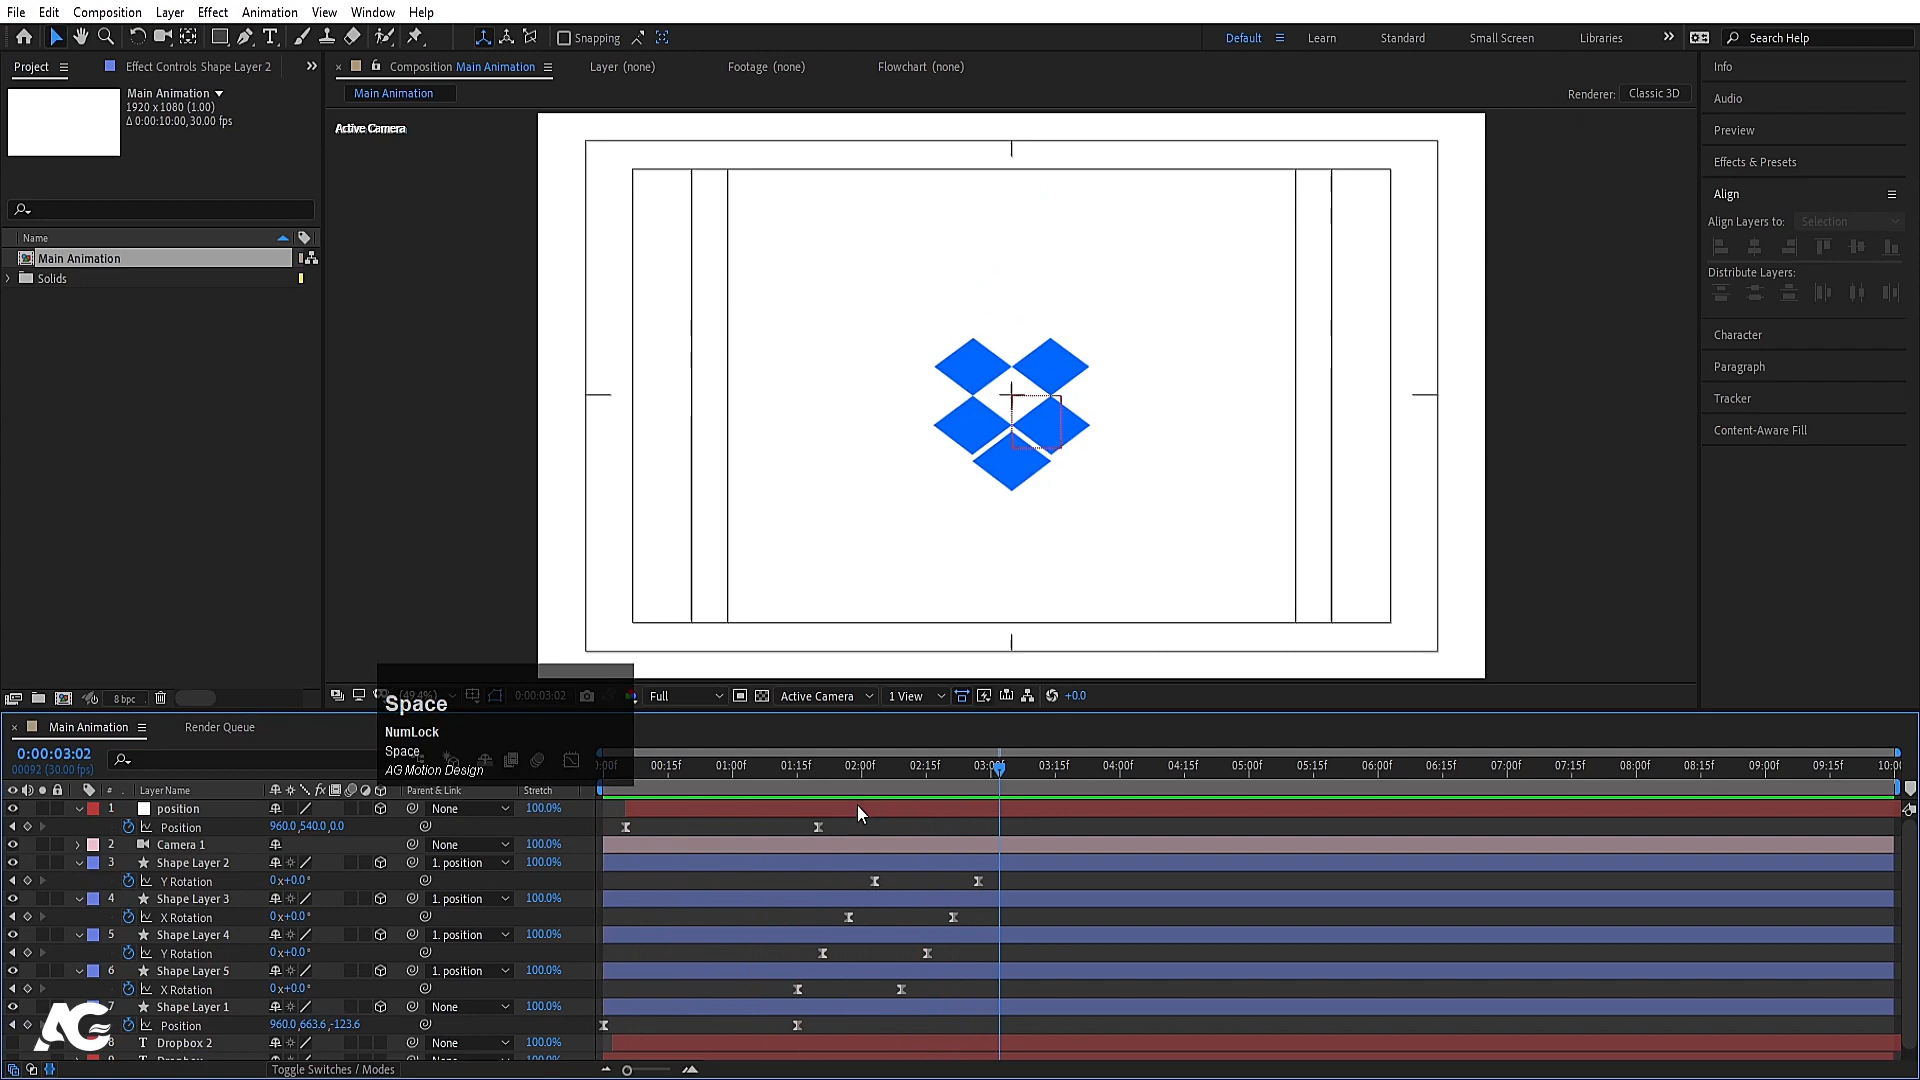 File Edit Composition Layer Effect Animation View Window Help
Snapping Default Learn Standard Small Screen Libraries Search Help
Project Effect Controls Shape Layer 2 Composition Main Animation Layer (none) Footage (none) Flowchart (none) Info
Main Animation
1920 x 1080 (1.00)
Δ 0:00:10:00, 30.00 fps
Main Animation Renderer: Classic 3D
Active Camera
Audio
Preview
Effects & Presets
Align
Align Layers to: Selection
Distribute Layers:
Character
Paragraph
Tracker
Content-Aware Fill
Name
Main Animation
Solids
8 bpc (49.4%) 0:00:03:02 Full Active Camera 1 View +0.0
Space
NumLock
Space
AG Motion Design
Main Animation Render Queue
0:00:03:02
00092 (30.00 fps)
:00f 00:15f 01:00f 01:15f 02:00f 02:15f 03:00f 03:15f 04:00f 04:15f 05:00f 05:15f 06:00f 06:15f 07:00f 07:15f 08:00f 08:15f 09:00f 09:15f 10:00
# Layer Name fx Parent & Link Stretch
1 position None 100.0%
Position 960.0,540.0,0.0
2 Camera 1 None 100.0%
3 Shape Layer 2 1. position 100.0%
Y Rotation 0x+0.0°
4 Shape Layer 3 1. position 100.0%
X Rotation 0x+0.0°
5 Shape Layer 4 1. position 100.0%
Y Rotation 0x+0.0°
6 Shape Layer 5 1. position 100.0%
X Rotation 0x+0.0°
7 Shape Layer 1 None 100.0%
Position 960.0,663.6,-123.6
8 T Dropbox 2 None 100.0%
AG
Toggle Switches / Modes